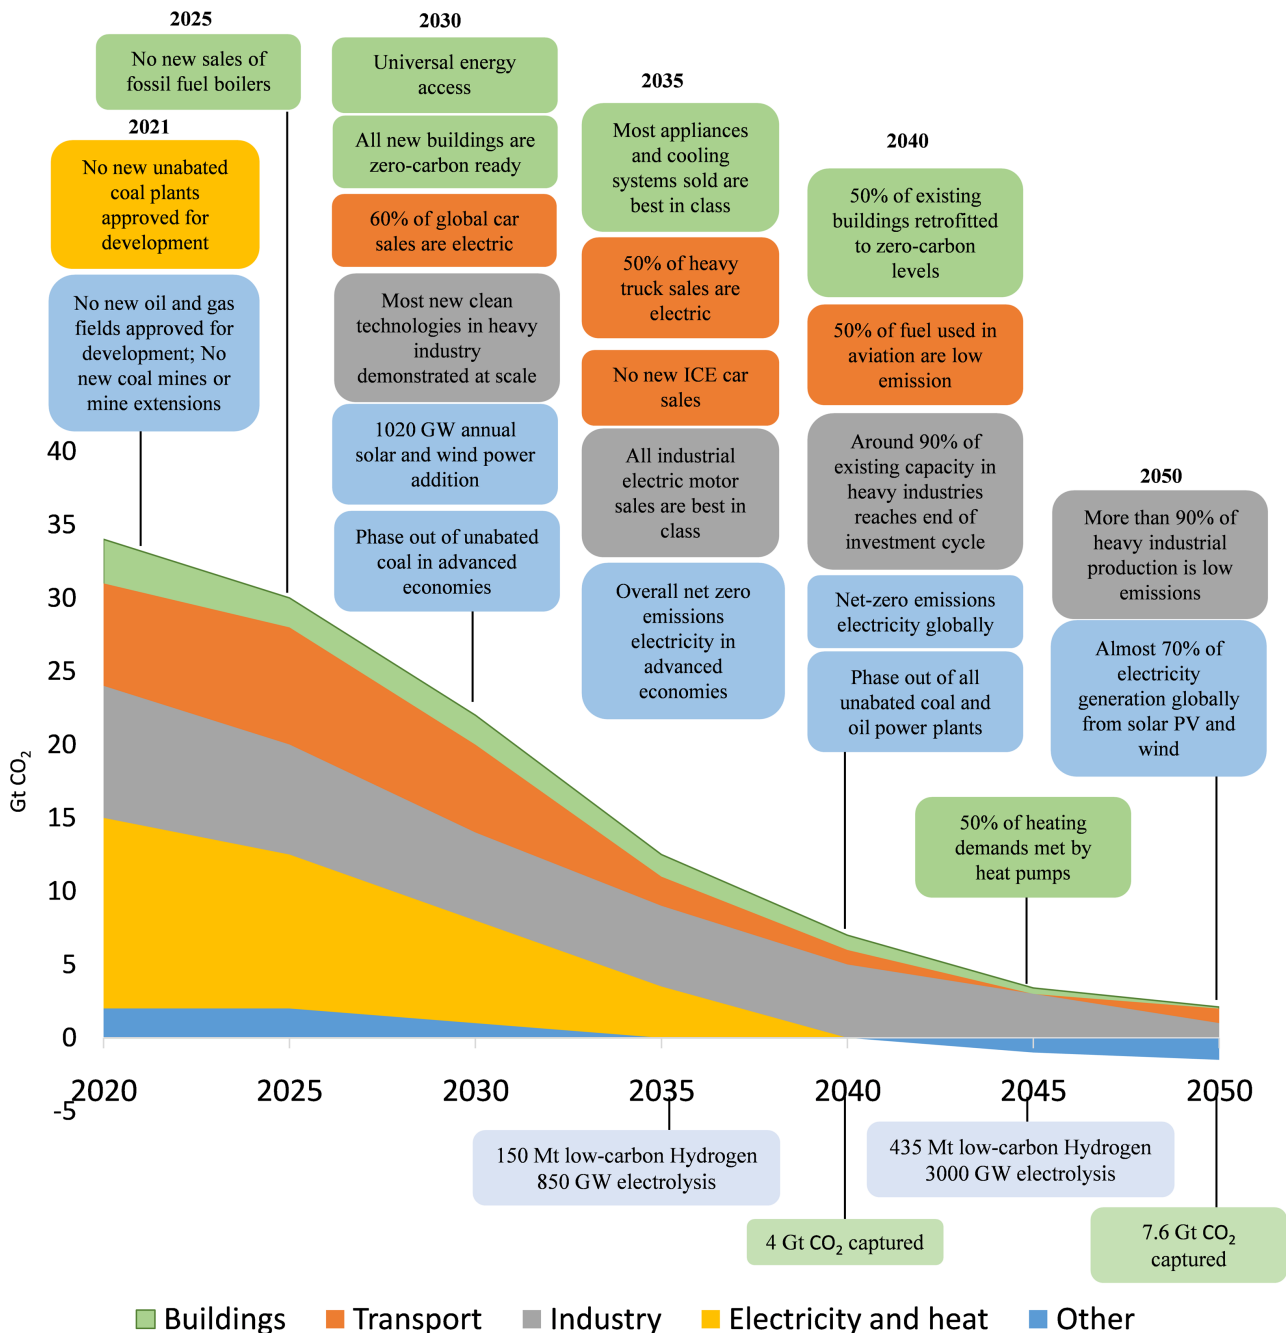 2025
No new sales of
fossil fuel boilers
2021
No new unabated
coal plants
approved for
development
No new oil and gas
fields approved for
development; No
new coal mines or
mine extensions
2030
Universal energy
access
All new buildings are
zero-carbon ready
60% of global car
sales are electric
Most new clean
technologies in heavy
industry
demonstrated at scale
1020 GW annual
solar and wind power
addition
Phase out of unabated
coal in advanced
economies
2035
Most appliances
and cooling
systems sold are
best in class
50% of heavy
truck sales are
electric
No new ICE car
sales
All industrial
electric motor
sales are best in
class
Overall net zero
emissions
electricity in
advanced
economies
2040
50% of existing
buildings retrofitted
to zero-carbon
levels
50% of fuel used in
aviation are low
emission
Around 90% of
existing capacity in
heavy industries
reaches end of
investment cycle
Net-zero emissions
electricity globally
Phase out of all
unabated coal and
oil power plants
50% of heating
demands met by
heat pumps
2050
More than 90% of
heavy industrial
production is low
emissions
Almost 70% of
electricity
generation globally
from solar PV and
wind
Gt CO₂
40
35
30
25
20
15
10
5
0
-5
2020 2025 2030 2035 2040 2045 2050
150 Mt low-carbon Hydrogen
850 GW electrolysis
4 Gt CO₂ captured
435 Mt low-carbon Hydrogen
3000 GW electrolysis
7.6 Gt CO₂
captured
Buildings Transport Industry Electricity and heat Other